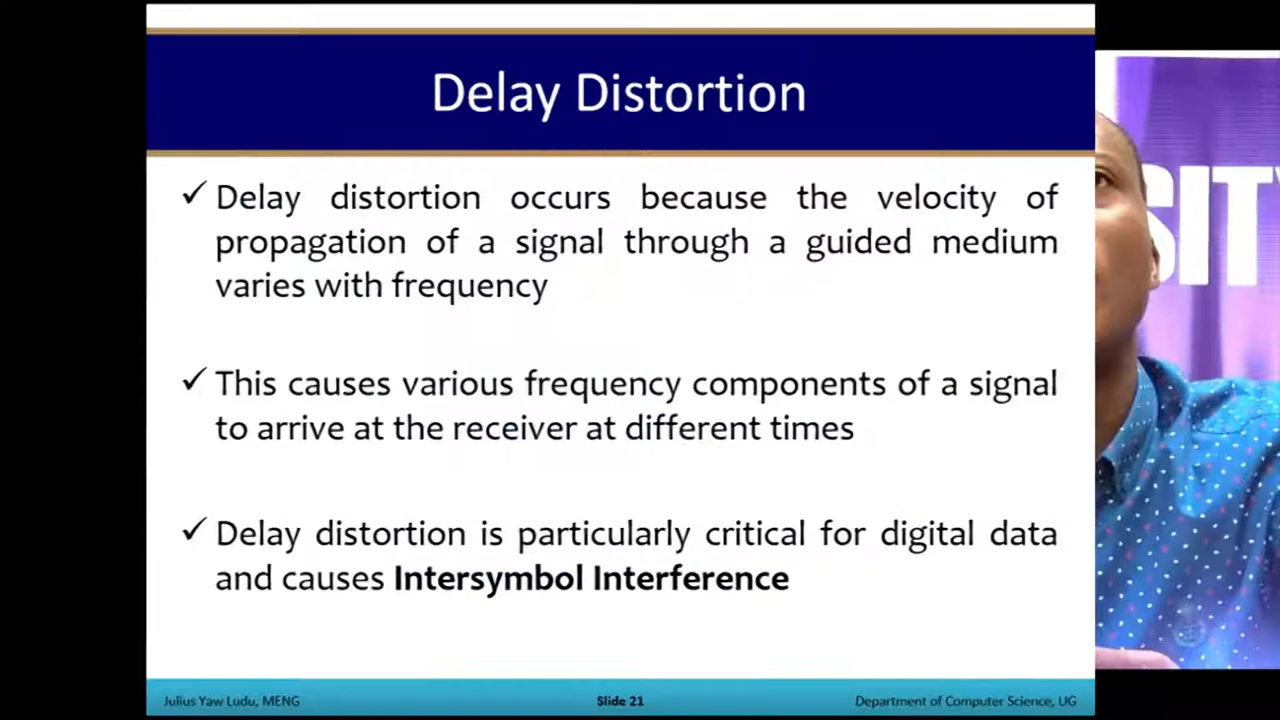 Delay Distortion
✓ Delay distortion occurs because the velocity of
propagation of a signal through a guided medium
varies with frequency
✓ This causes various frequency components of a signal
to arrive at the receiver at different times
✓ Delay distortion is particularly critical for digital data
and causes Intersymbol Interference
Julius Yaw Ludu, MENG
Slide 21
Department of Computer Science, UG